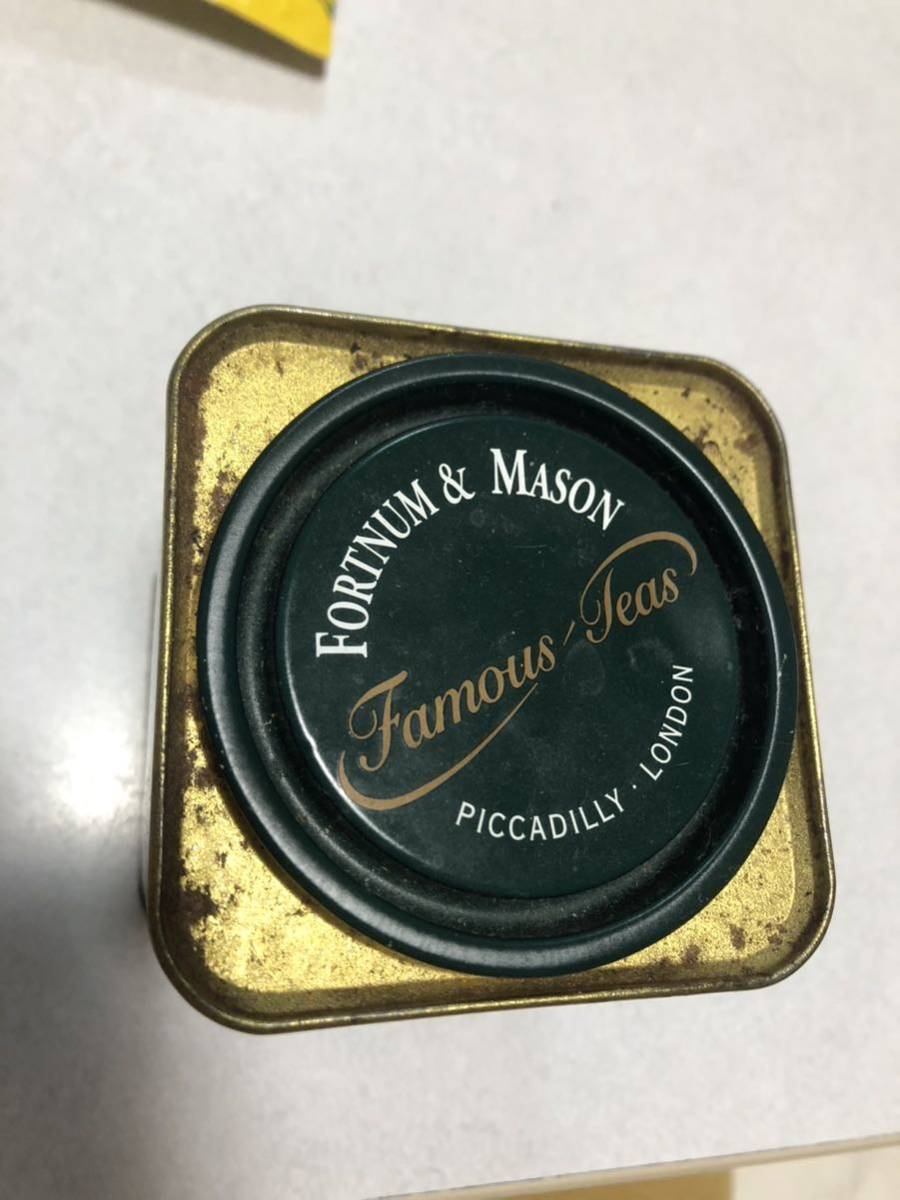 FORTNUM & MASON
Famous Teas
PICCADILLY · LONDON